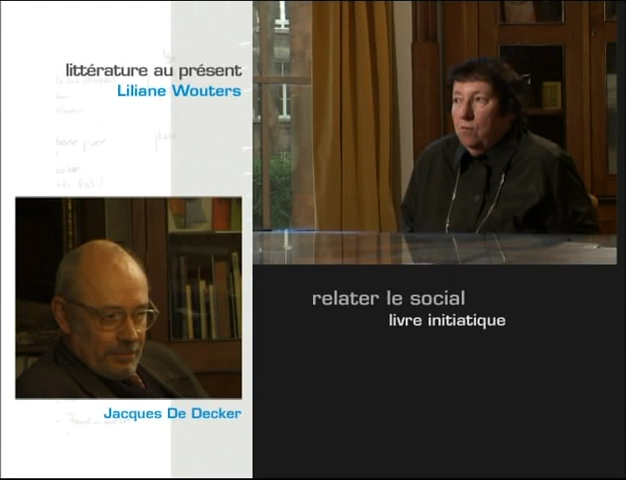 littérature au présent
Liliane Wouters
Jacques De Decker
relater le social
livre initiatique